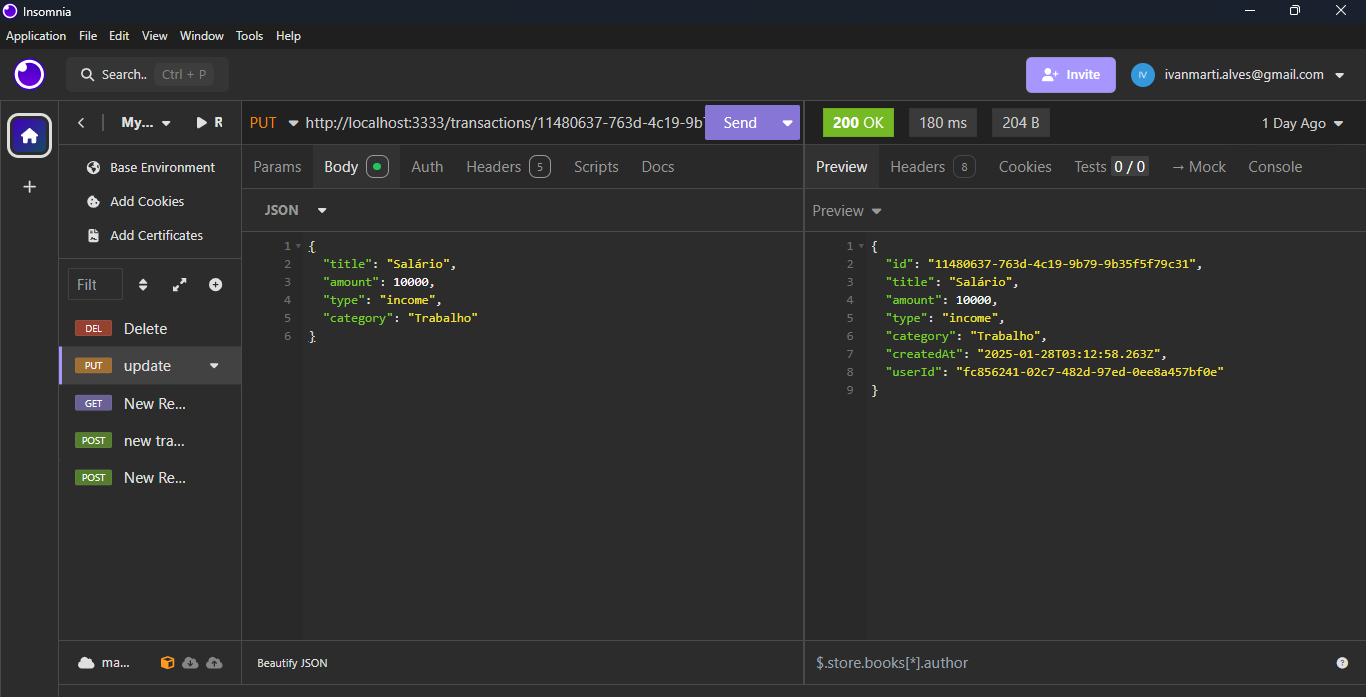 Insomnia
Application File Edit View Window Tools Help
Search.. Ctrl + P
Invite
IV ivanmarti.alves@gmail.com
My... R
PUT http://localhost:3333/transactions/11480637-763d-4c19-9b
Send
200 OK 180 ms 204 B 1 Day Ago
Base Environment
Add Cookies
Add Certificates
Filt
DEL Delete
PUT update
GET New Re...
POST new tra...
POST New Re...
ma...
Params Body Auth Headers 5 Scripts Docs
JSON
1 {
2 "title": "Salário",
3 "amount": 10000,
4 "type": "income",
5 "category": "Trabalho"
6 }
Beautify JSON
Preview Headers 8 Cookies Tests 0 / 0 → Mock Console
Preview
1 {
2 "id": "11480637-763d-4c19-9b79-9b35f5f79c31",
3 "title": "Salário",
4 "amount": 10000,
5 "type": "income",
6 "category": "Trabalho",
7 "createdAt": "2025-01-28T03:12:58.263Z",
8 "userId": "fc856241-02c7-482d-97ed-0ee8a457bf0e"
9 }
$.store.books[*].author
?